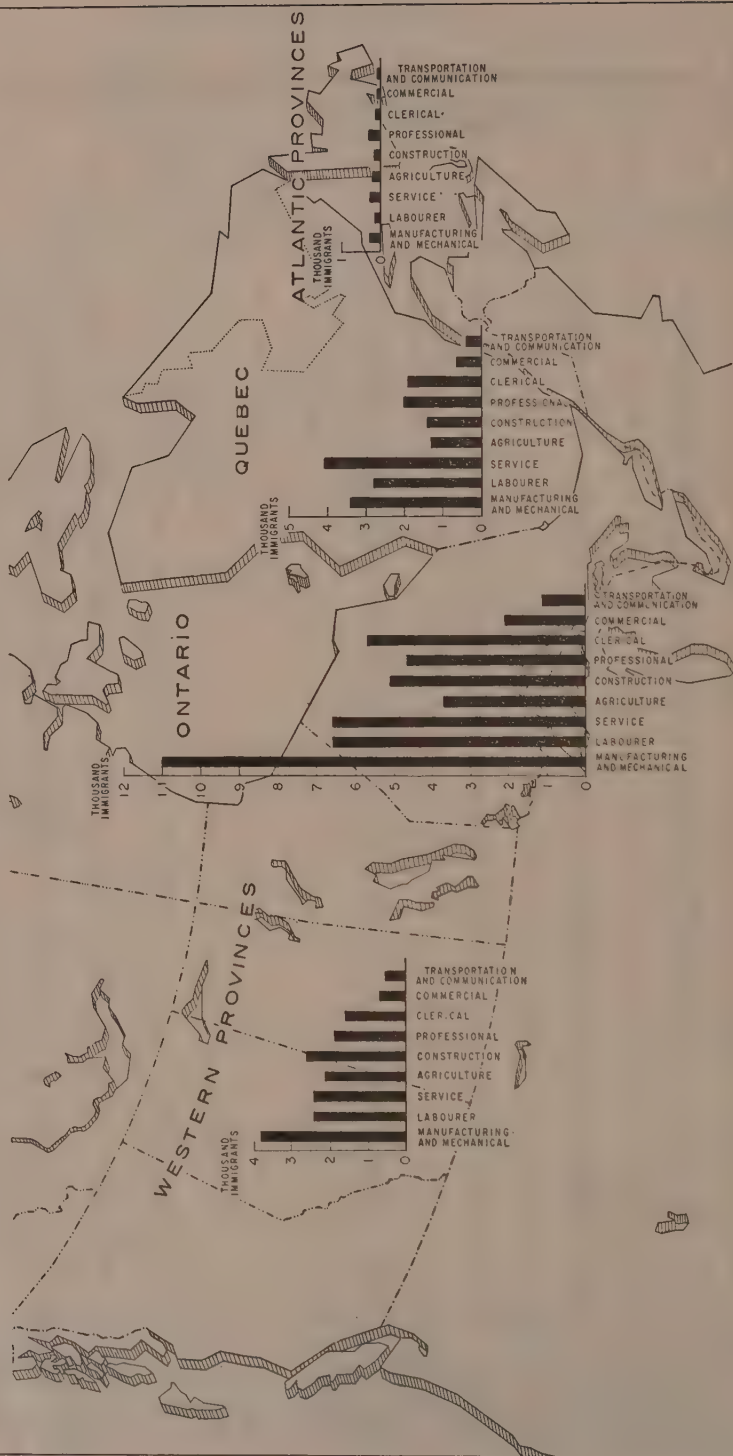 ATLANTIC PROVINCES
THOUSAND
IMMIGRANTS
1
0
TRANSPORTATION
AND COMMUNICATION
COMMERCIAL
CLERICAL
PROFESSIONAL
CONSTRUCTION
AGRICULTURE
SERVICE
LABOURER
MANUFACTURING
AND MECHANICAL
QUEBEC
THOUSAND
IMMIGRANTS
5
4
3
2
1
0
TRANSPORTATION
AND COMMUNICATION
COMMERCIAL
CLERICAL
PROFESSIONAL
CONSTRUCTION
AGRICULTURE
SERVICE
LABOURER
MANUFACTURING
AND MECHANICAL
ONTARIO
THOUSAND
IMMIGRANTS
12
11
10
9
8
7
6
5
4
3
2
1
0
TRANSPORTATION
AND COMMUNICATION
COMMERCIAL
CLERICAL
PROFESSIONAL
CONSTRUCTION
AGRICULTURE
SERVICE
LABOURER
MANUFACTURING
AND MECHANICAL
WESTERN PROVINCES
THOUSAND
IMMIGRANTS
4
3
2
1
0
TRANSPORTATION
AND COMMUNICATION
COMMERCIAL
CLERICAL
PROFESSIONAL
CONSTRUCTION
AGRICULTURE
SERVICE
LABOURER
MANUFACTURING
AND MECHANICAL